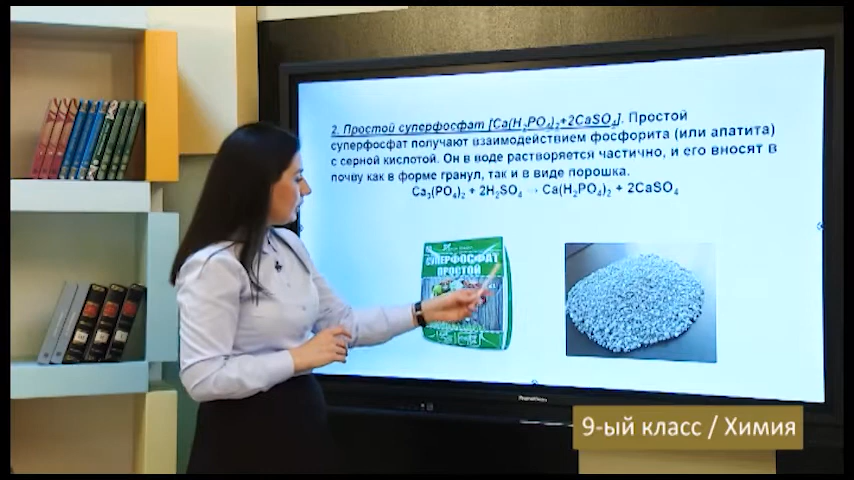 2. Простой суперфосфат [Ca(H₂PO₄)₂+2CaSO₄]. Простой
суперфосфат получают взаимодействием фосфорита (или апатита)
с серной кислотой. Он в воде растворяется частично, и его вносят в
почву как в форме гранул, так и в виде порошка.
Ca₃(PO₄)₂ + 2H₂SO₄ → Ca(H₂PO₄)₂ + 2CaSO₄
СУПЕРФОСФАТ
ПРОСТОЙ
9-ый класс / Химия